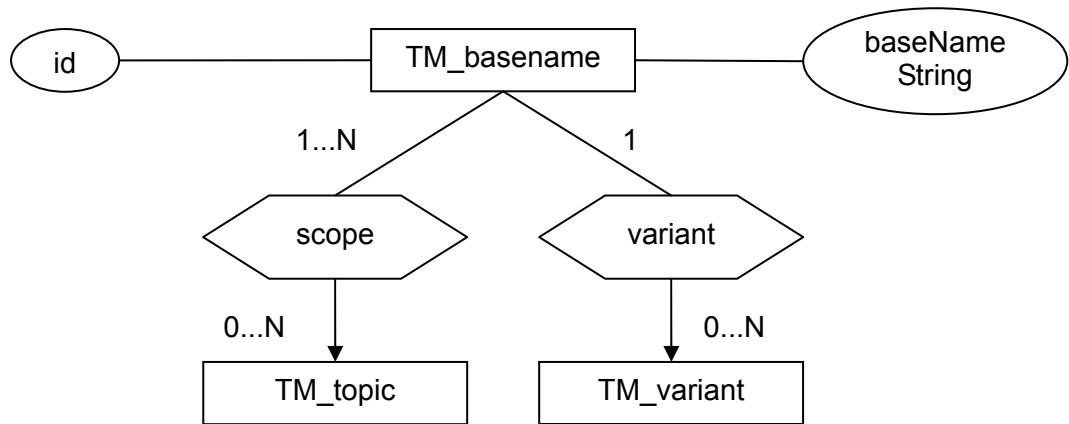 id
TM_basename
baseName
String
1...N
1
scope
variant
0...N
0...N
TM_topic
TM_variant